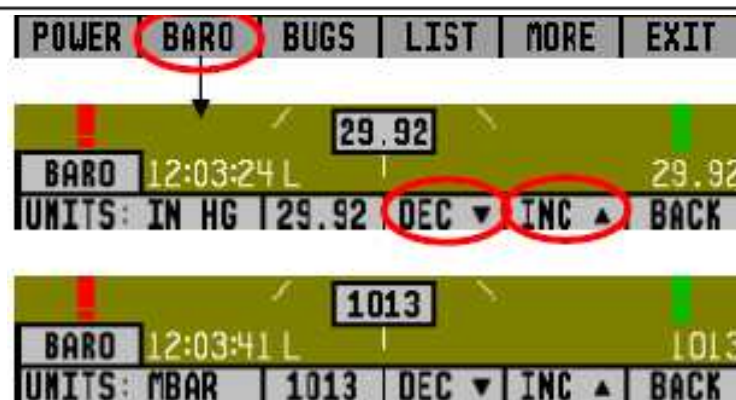 POWER BARO BUGS LIST MORE EXIT
29.92
BARO 12:03:24 L 29.92
UNITS: IN HG 29.92 DEC ▼ INC ▲ BACK
1013
BARO 12:03:41 L 1013
UNITS: MBAR 1013 DEC ▼ INC ▲ BACK